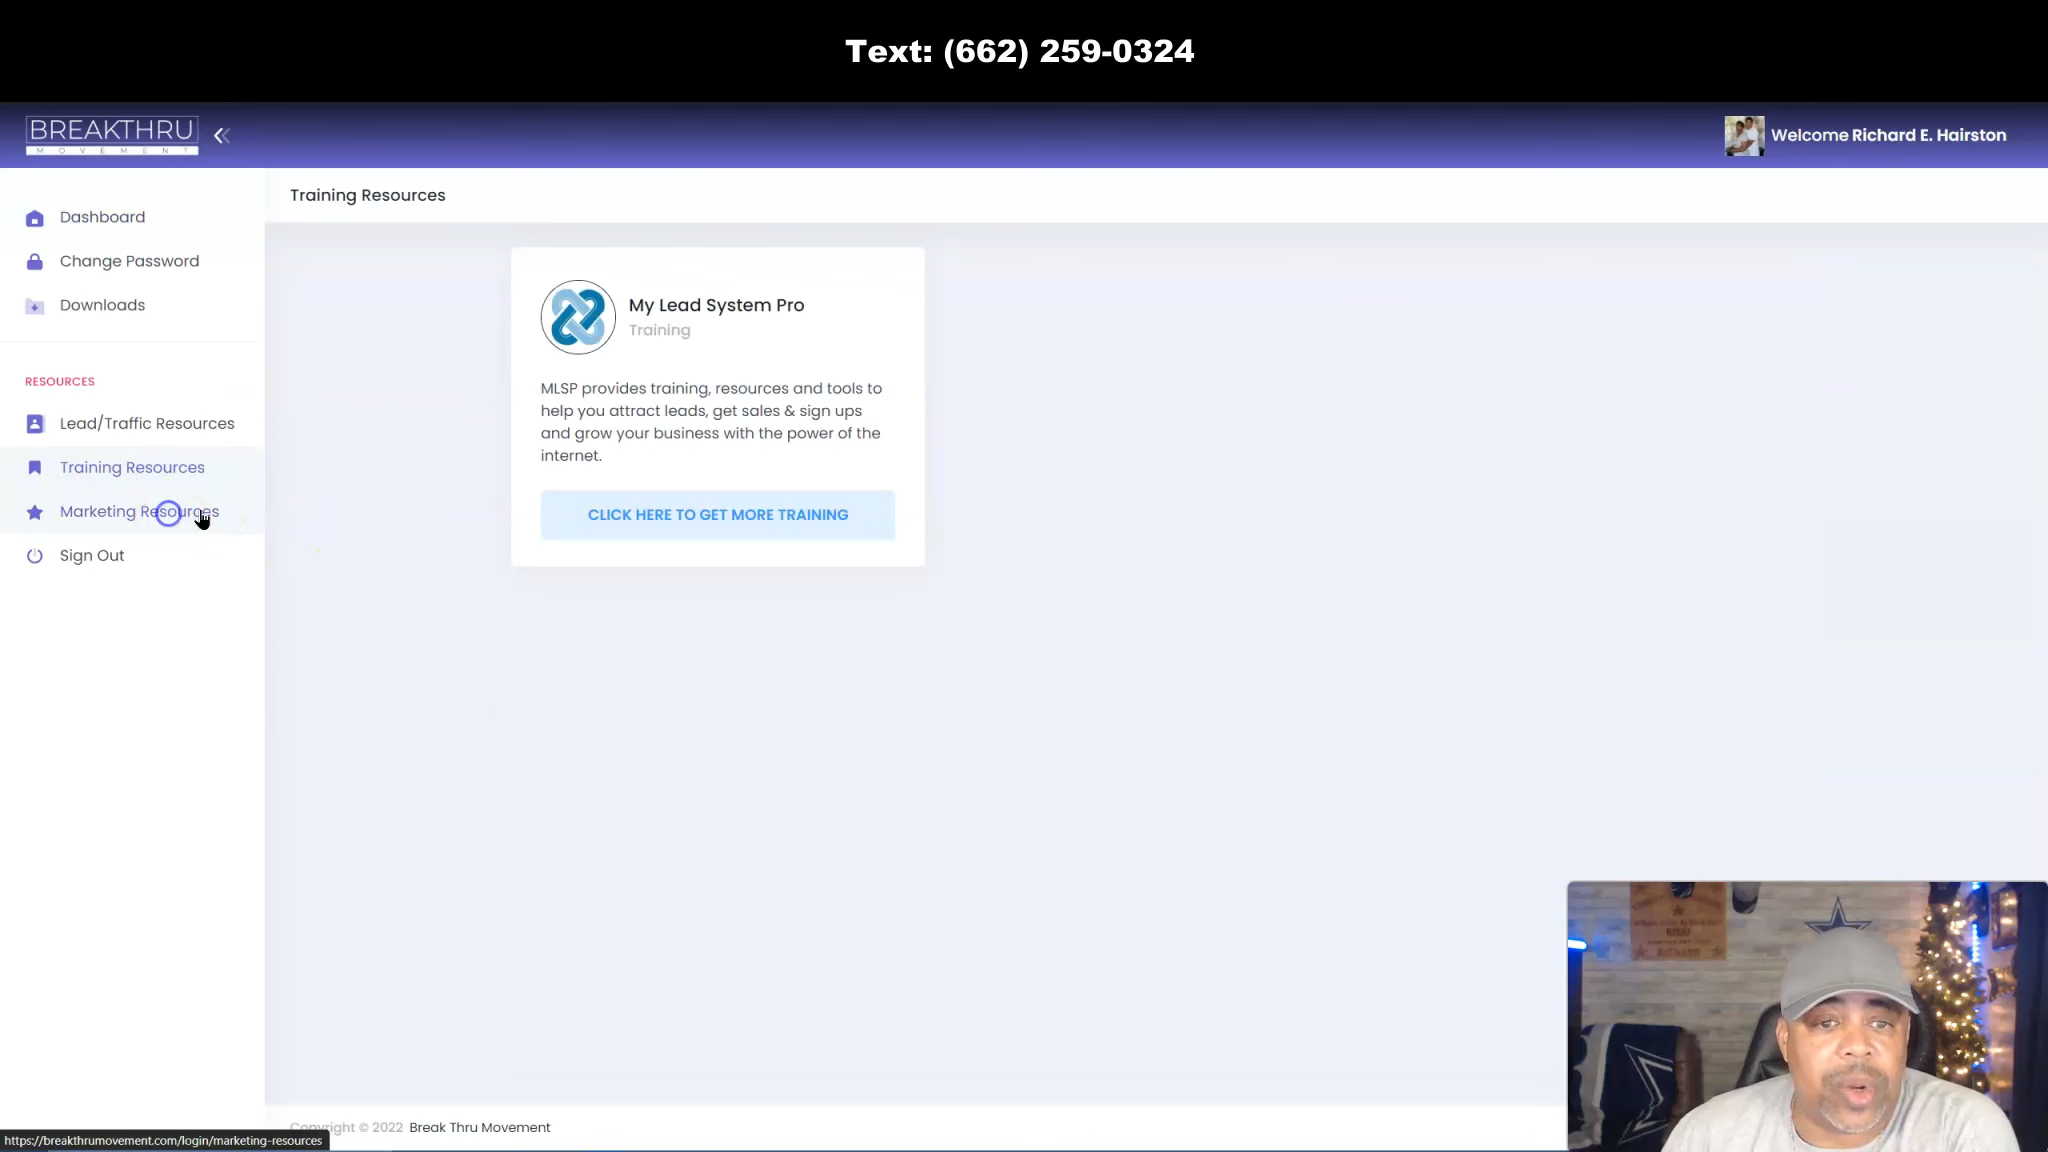 Text: (662) 259-0324
BREAKTHRU
MOVEMENT
Welcome Richard E. Hairston
Training Resources
Dashboard
Change Password
Downloads
RESOURCES
Lead/Traffic Resources
Training Resources
Marketing Resources
Sign Out
My Lead System Pro
Training
MLSP provides training, resources and tools to
help you attract leads, get sales & sign ups
and grow your business with the power of the
internet.
CLICK HERE TO GET MORE TRAINING
Copyright © 2022 Break Thru Movement
https://breakthrumovement.com/login/marketing-resources